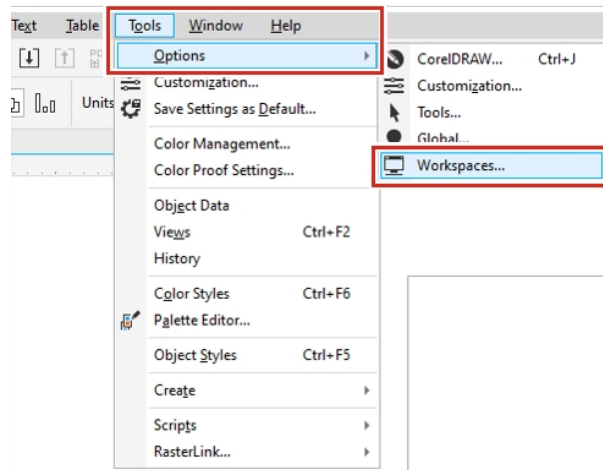 Text Table Tools Window Help
Options
CorelDRAW... Ctrl+J
Customization...
Customization...
Units
Save Settings as Default...
Tools...
Global...
Color Management...
Workspaces...
Color Proof Settings...
Object Data
Views Ctrl+F2
History
Color Styles Ctrl+F6
Palette Editor...
Object Styles Ctrl+F5
Create
Scripts
RasterLink...